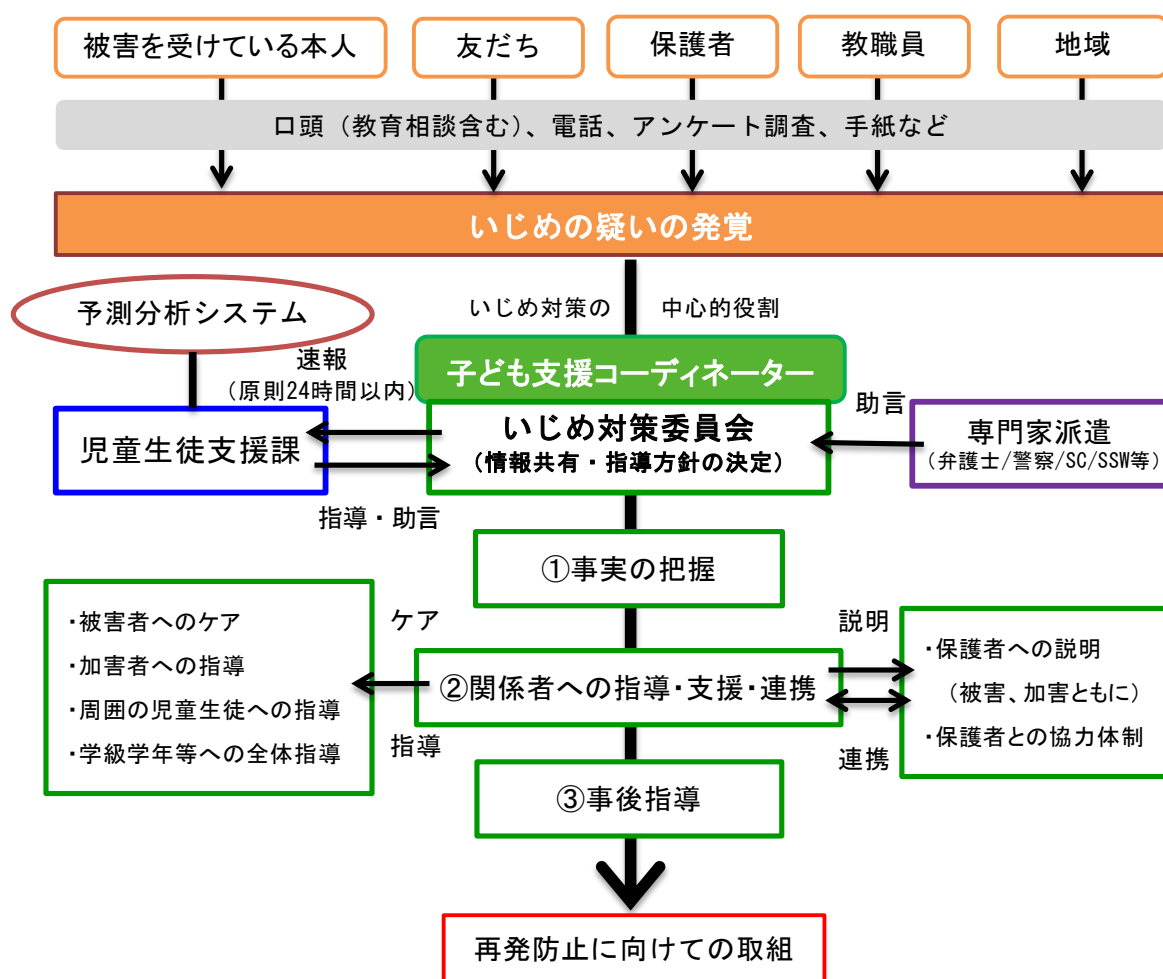 被害を受けている本人
友だち
保護者
教職員
地域
口頭（教育相談含む）、電話、アンケート調査、手紙など
いじめの疑いの発覚
予測分析システム
いじめ対策の
中心的役割
速報
（原則24時間以内）
子ども支援コーディネーター
児童生徒支援課
いじめ対策委員会
（情報共有・指導方針の決定）
助言
専門家派遣
（弁護士/警察/SC/SSW等）
指導・助言
①事実の把握
・被害者へのケア
・加害者への指導
・周囲の児童生徒への指導
・学級学年等への全体指導
ケア
指導
②関係者への指導・支援・連携
説明
連携
・保護者への説明
（被害、加害ともに）
・保護者との協力体制
③事後指導
再発防止に向けての取組